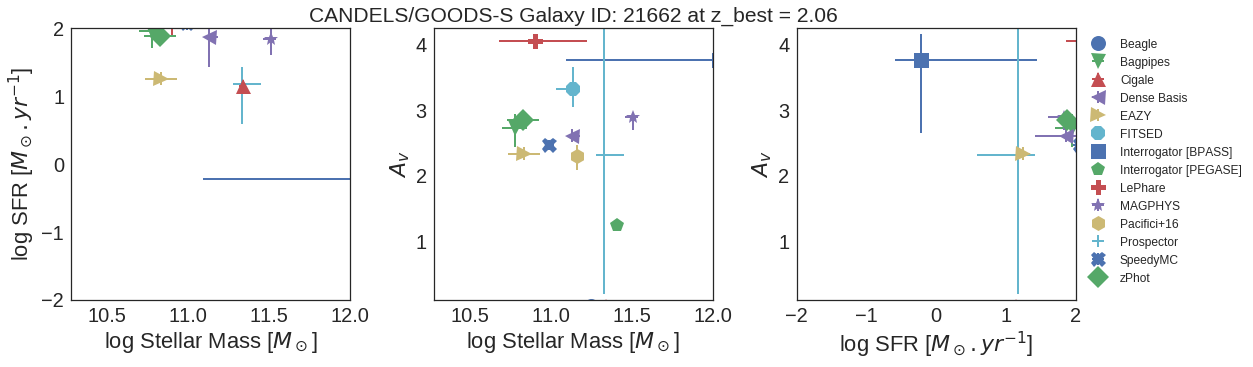 CANDELS/GOODS-S Galaxy ID: 21662 at z_best = 2.06
2
1
0
−1
−2
10.5 11.0 11.5 12.0
log SFR [M⊙. yr⁻¹]
log Stellar Mass [M⊙]
4
3
2
1
10.5 11.0 11.5 12.0
A_V
log Stellar Mass [M⊙]
4
3
2
1
−2 −1 0 1 2
A_V
log SFR [M⊙. yr⁻¹]
Beagle
Bagpipes
Cigale
Dense Basis
EAZY
FITSED
Interrogator [BPASS]
Interrogator [PEGASE]
LePhare
MAGPHYS
Pacifici+16
Prospector
SpeedyMC
zPhot